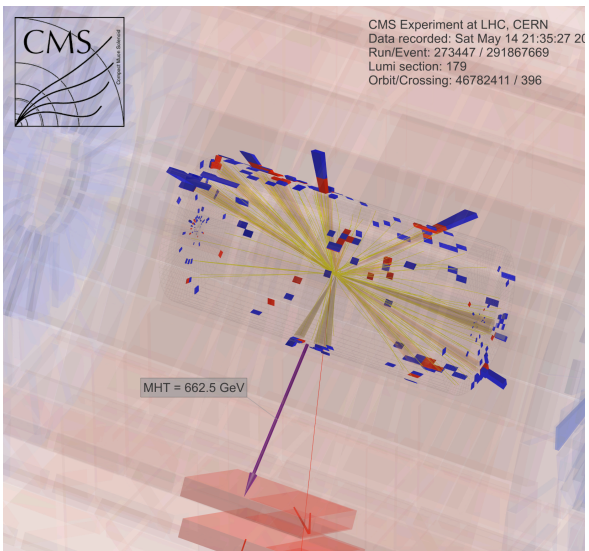 CMS
Compact Muon Solenoid
CMS Experiment at LHC, CERN
Data recorded: Sat May 14 21:35:27 20
Run/Event: 273447 / 291867669
Lumi section: 179
Orbit/Crossing: 46782411 / 396
MHT = 662.5 GeV